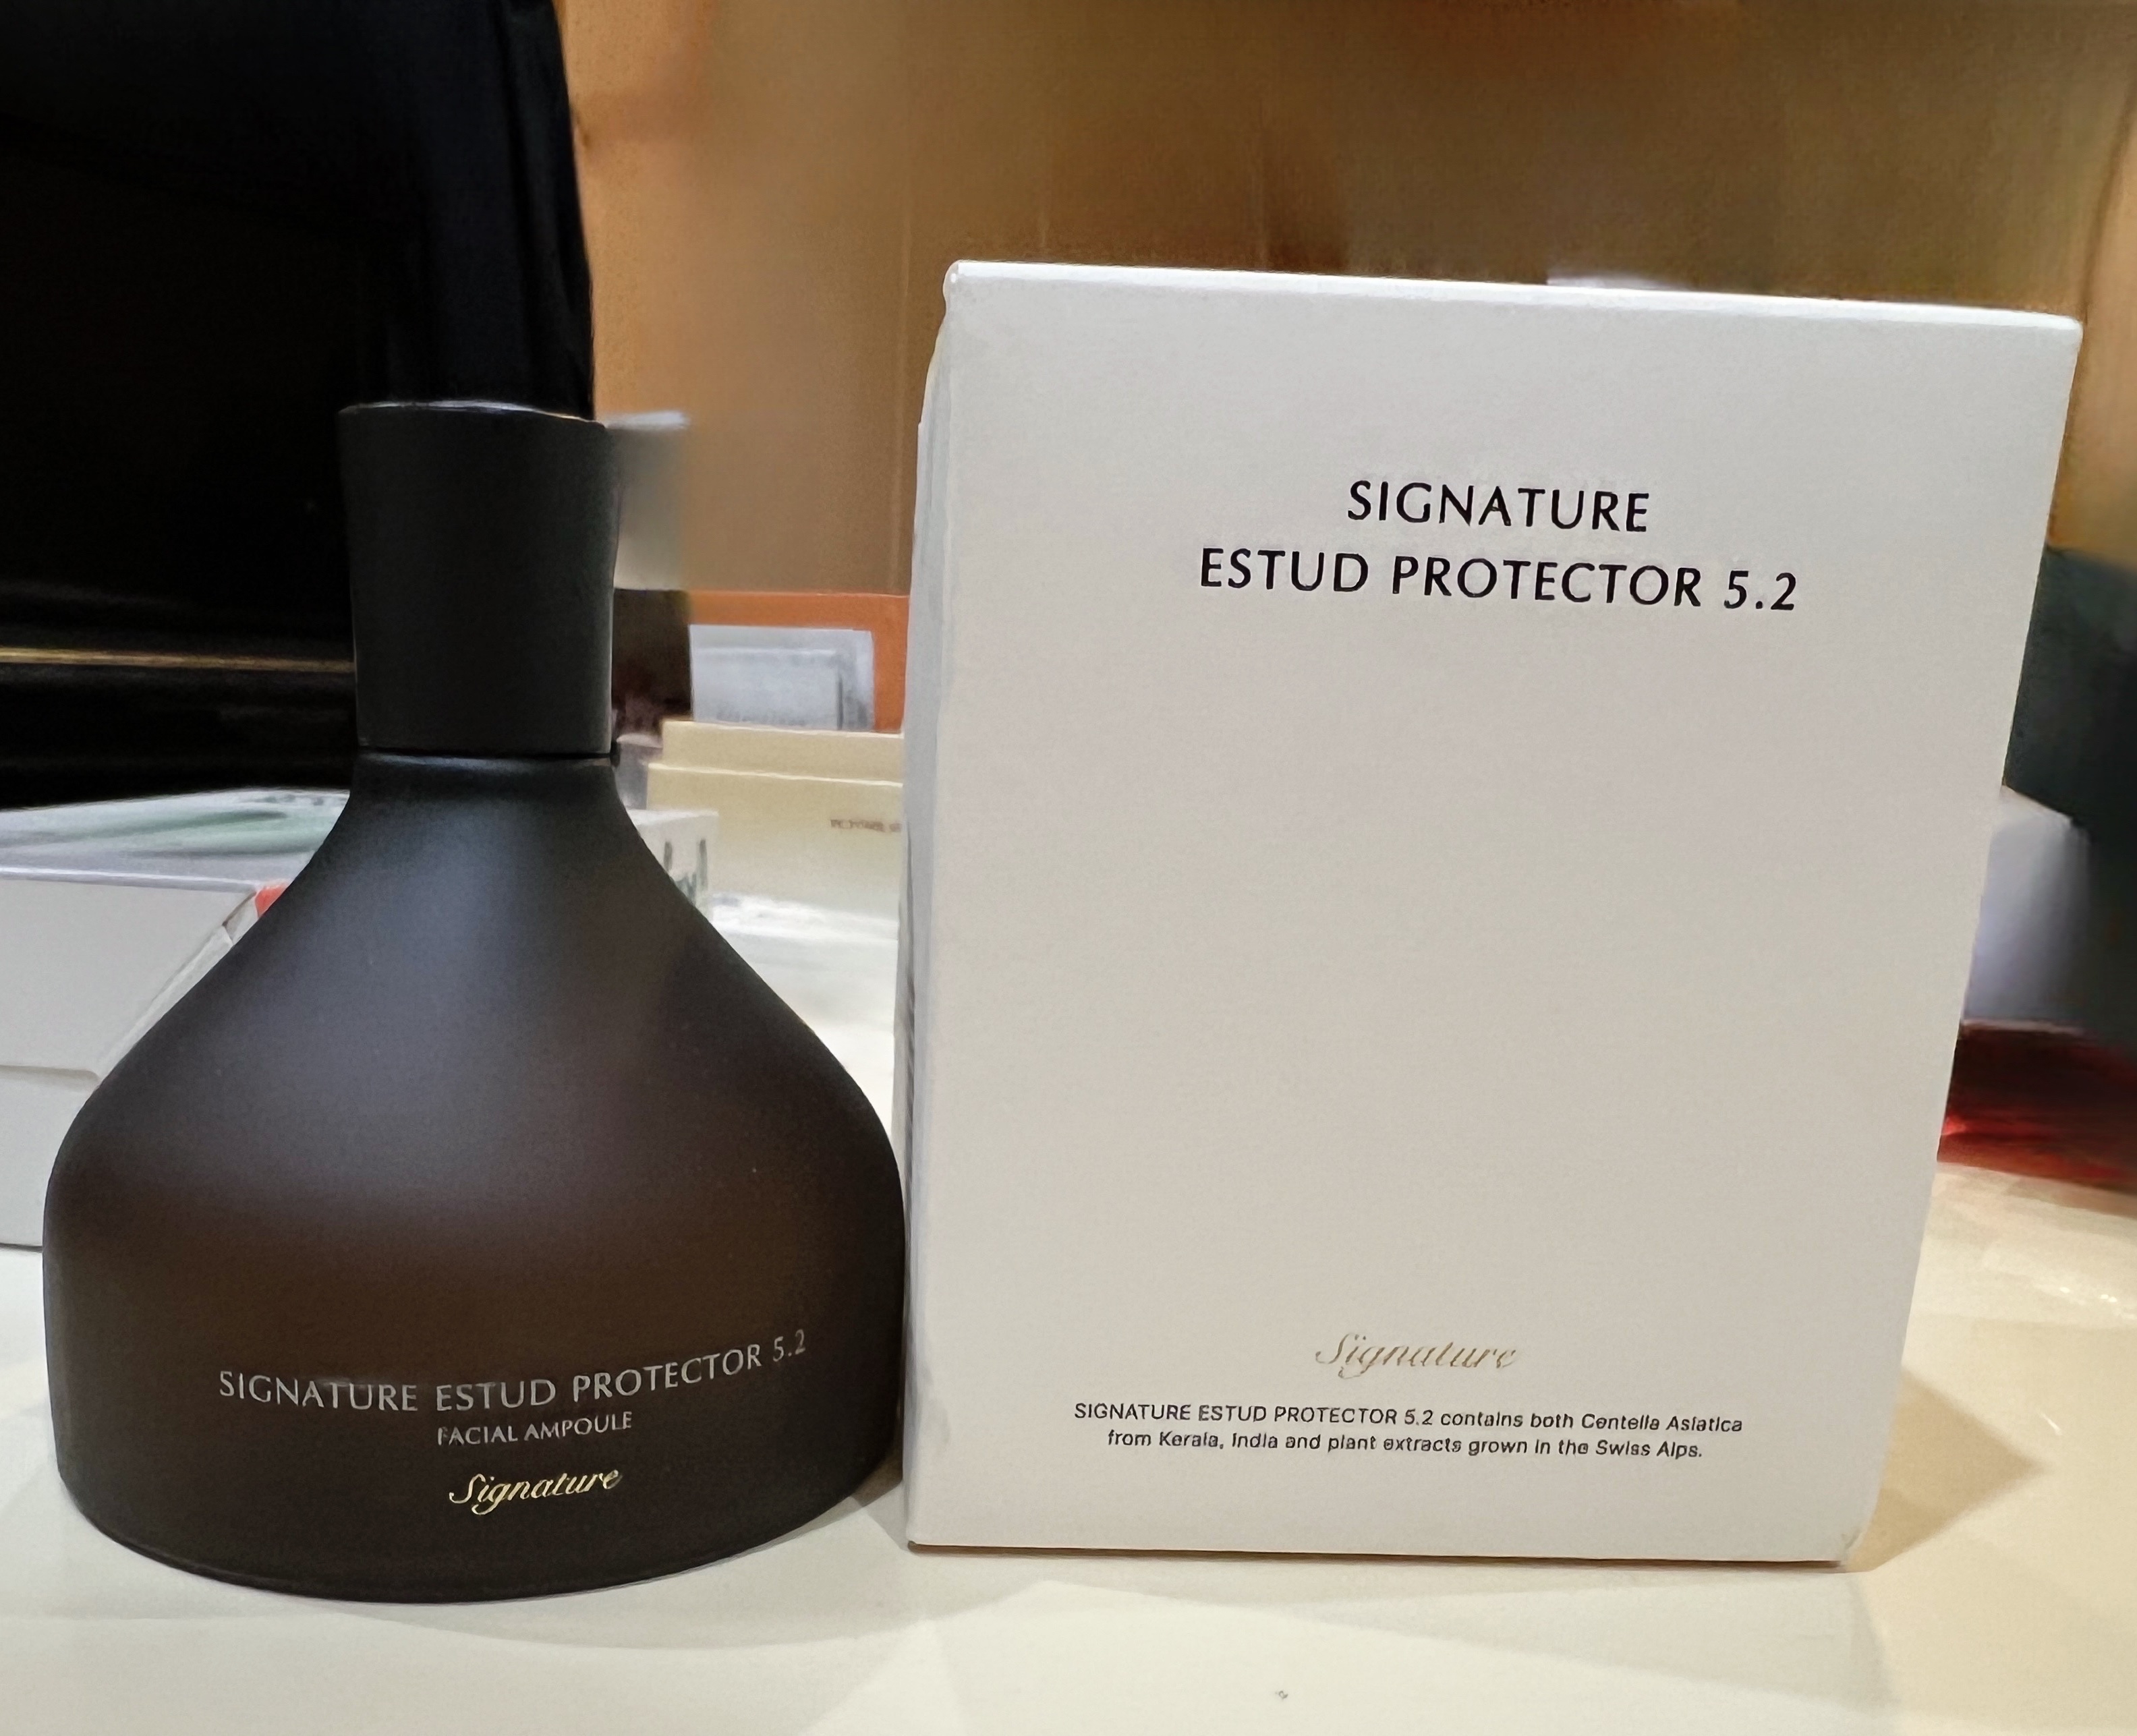 SIGNATURE ESTUD PROTECTOR 5.2
FACIAL AMPOULE
Signature
SIGNATURE
ESTUD PROTECTOR 5.2
Signature
SIGNATURE ESTUD PROTECTOR 5.2 contains both Centella Asiatica
from Kerala, India and plant extracts grown in the Swiss Alps.